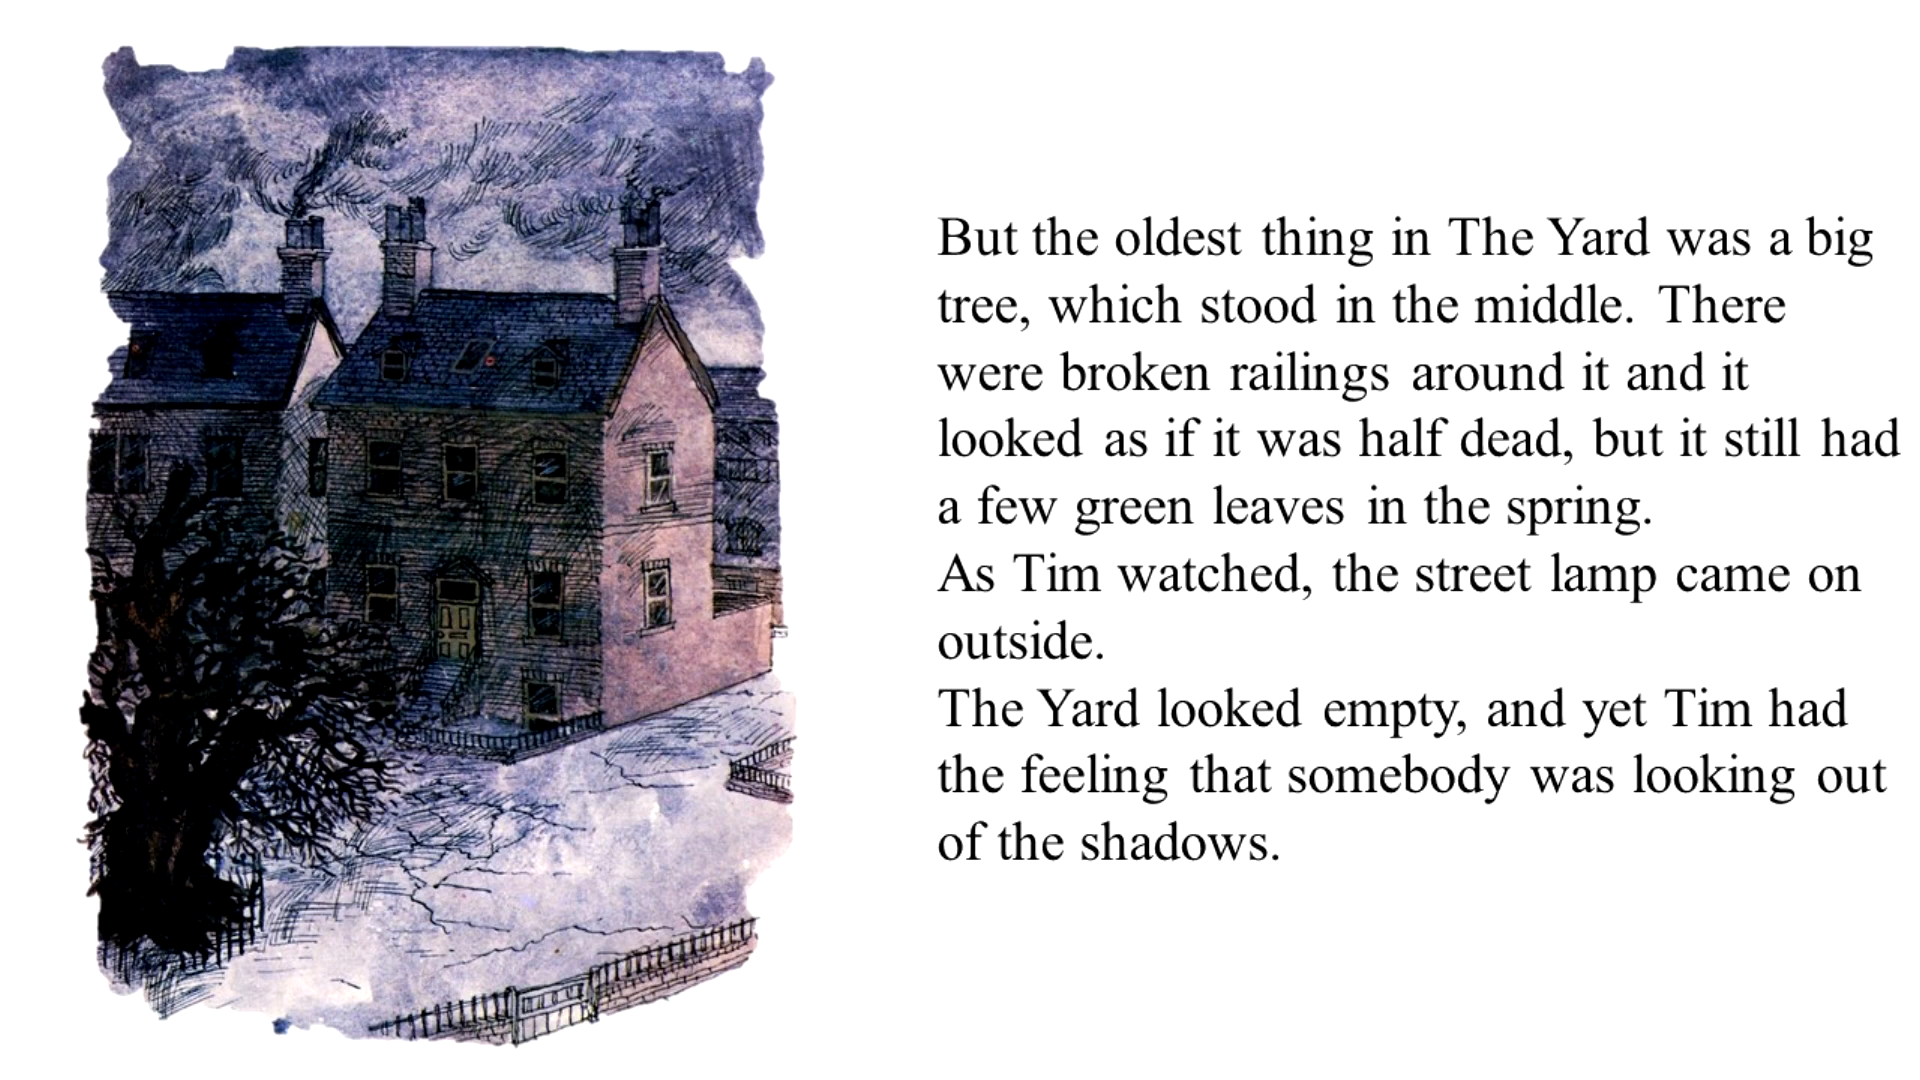 But the oldest thing in The Yard was a big
tree, which stood in the middle. There
were broken railings around it and it
looked as if it was half dead, but it still had
a few green leaves in the spring.
As Tim watched, the street lamp came on
outside.
The Yard looked empty, and yet Tim had
the feeling that somebody was looking out
of the shadows.